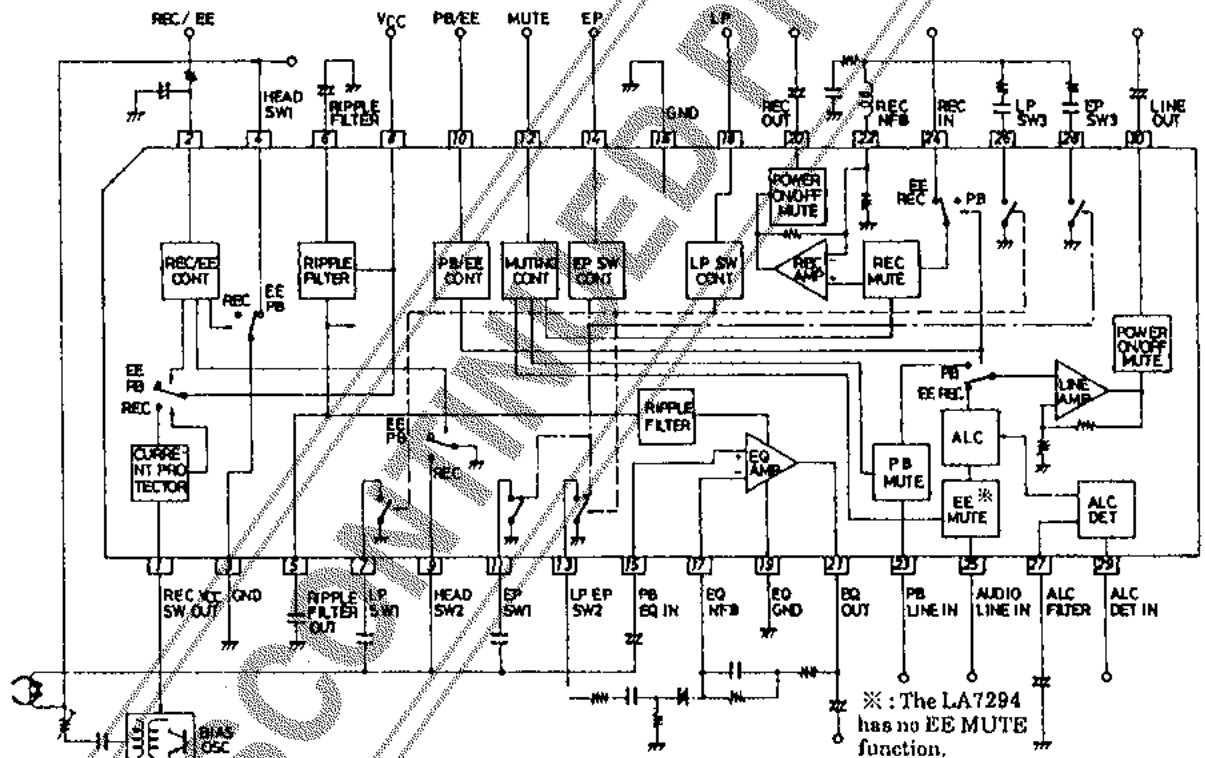 REC/EE
VCC
PB/EE
MUTE
EP
LP
HEAD
SW1
RIPPLE
FILTER
GND
REC
OUT
REC
NFB
REC
IN
LP
SW3
EP
SW3
LINE
OUT
2
4
6
8
10
12
14
16
18
20
22
24
26
28
30
POWER
ON/OFF
MUTE
EE
REC
PB
REC/EE
CONT
RIPPLE
FILTER
PB/EE
CONT
MUTING
CONT
EP SW
CONT
LP SW
CONT
REC
AMP
REC
MUTE
REC
EE
PB
POWER
ON/OFF
MUTE
EE
PB
REC
PB
EE REC
LINE
AMP
RIPPLE
FILTER
EE
PB
REC
ALC
CURRE
NT PRO
TECTOR
EQ
AMP
PB
MUTE
EE
MUTE
※
ALC
DET
1
3
5
7
9
11
13
15
17
19
21
23
25
27
29
REC VCC
SW OUT
GND
RIPPLE
FILTER
OUT
LP
SW1
HEAD
SW2
EP
SW1
LP EP
SW2
PB
EQ IN
EQ
NFB
EQ
GND
EQ
OUT
PB
LINE IN
AUDIO
LINE IN
ALC
FILTER
ALC
DET IN
BIAS
OSC
※ : The LA7294
has no EE MUTE
function.